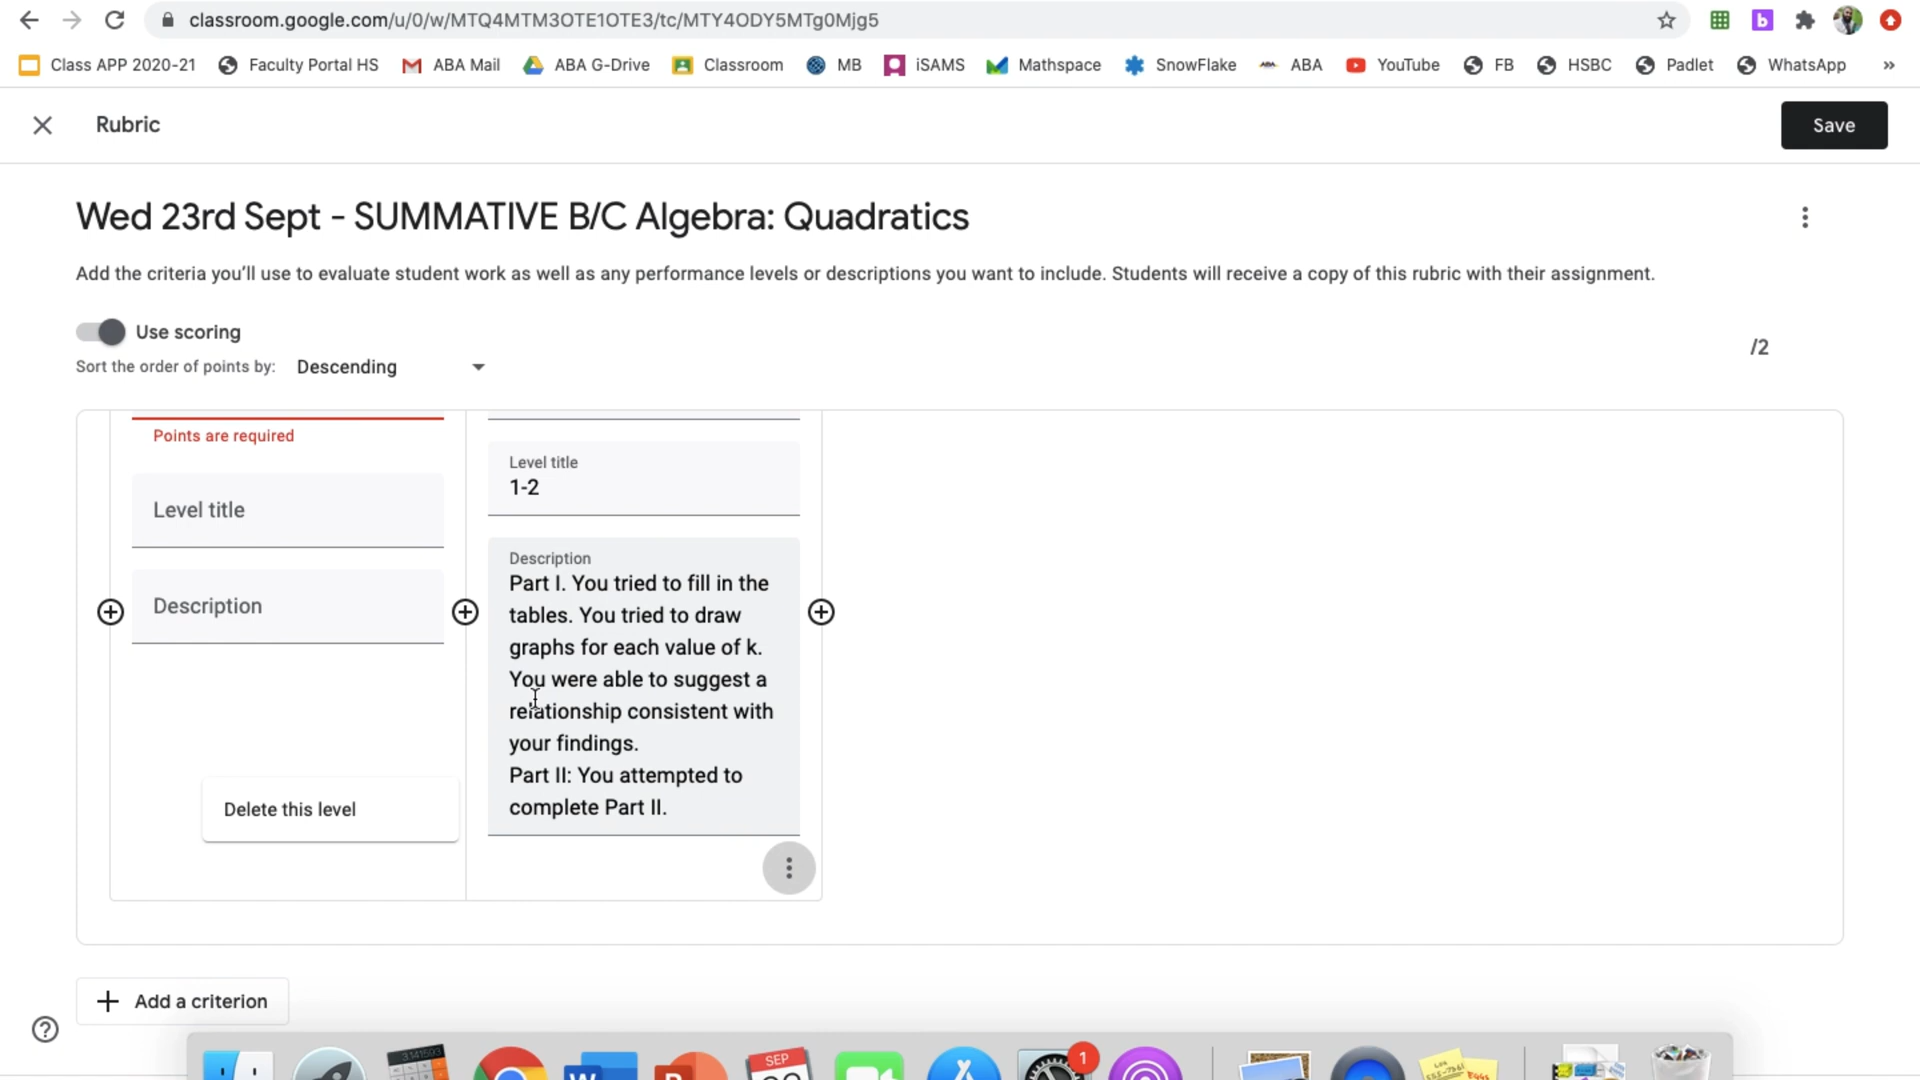 classroom.google.com/u/0/w/MTQ4MTM3OTE1OTE3/tc/MTY4ODY5MTg0Mjg5
Class APP 2020-21 Faculty Portal HS ABA Mail ABA G-Drive Classroom MB iSAMS Mathspace SnowFlake ABA YouTube FB HSBC Padlet WhatsApp »
Rubric
Save
Wed 23rd Sept - SUMMATIVE B/C Algebra: Quadratics
Add the criteria you'll use to evaluate student work as well as any performance levels or descriptions you want to include. Students will receive a copy of this rubric with their assignment.
Use scoring
/2
Sort the order of points by: Descending
Points are required
Level title
Description
Delete this level
Level title
1-2
Description
Part I. You tried to fill in the
tables. You tried to draw
graphs for each value of k.
You were able to suggest a
relationship consistent with
your findings.
Part II: You attempted to
complete Part II.
Add a criterion
3.141593
SEP
1